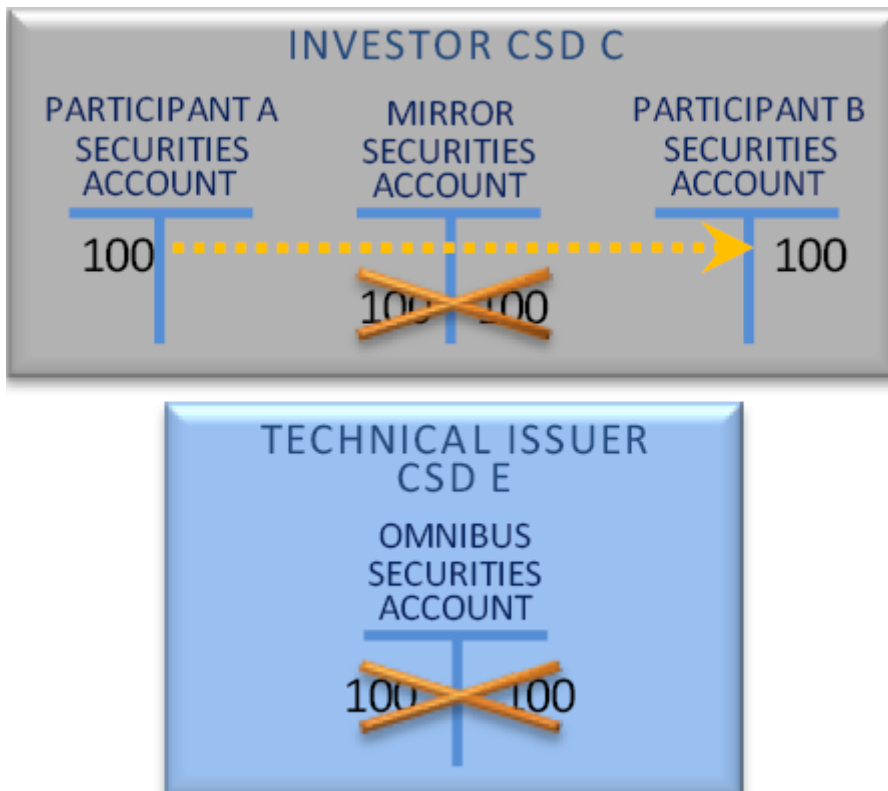 INVESTOR CSD C
PARTICIPANT A
SECURITIES
ACCOUNT
MIRROR
SECURITIES
ACCOUNT
PARTICIPANT B
SECURITIES
ACCOUNT
100
100
100 100
TECHNICAL ISSUER
CSD E
OMNIBUS
SECURITIES
ACCOUNT
100 100